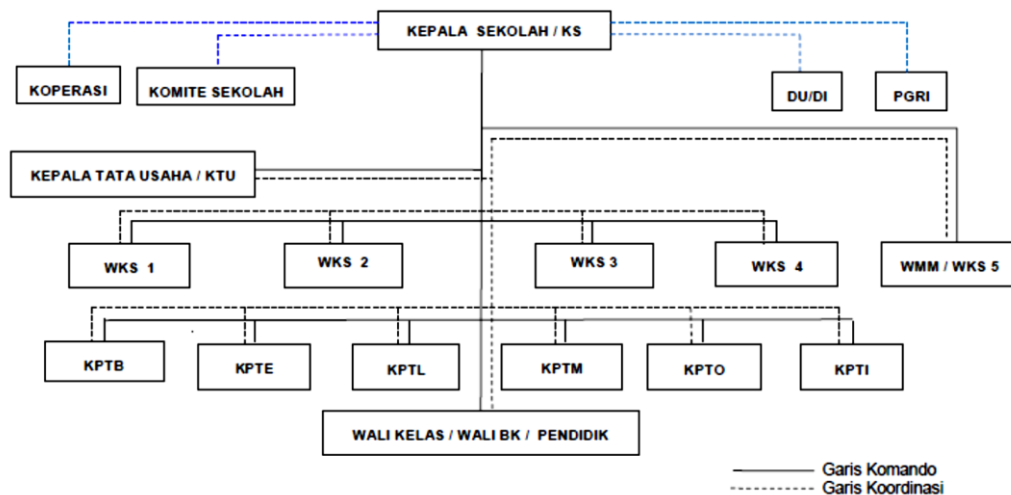 KEPALA SEKOLAH / KS
KOPERASI
KOMITE SEKOLAH
DU/DI
PGRI
KEPALA TATA USAHA / KTU
WKS 1
WKS 2
WKS 3
WKS 4
WMM / WKS 5
KPTB
KPTE
KPTL
KPTM
KPTO
KPTI
WALI KELAS / WALI BK / PENDIDIK
Garis Komando
Garis Koordinasi